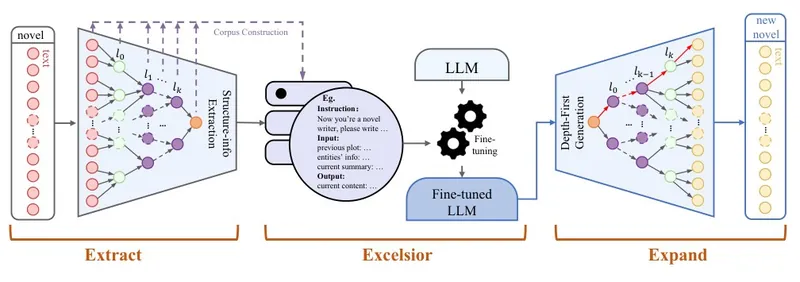 novel
text
l₀
l₁
...
lₖ
...
Structure-info
Extraction
Corpus Construction
Eg.
Instruction:
Now you're a novel
writer, please write …
Input:
previous plot: …
entities' info: …
current summary: …
Output:
current content: …
LLM
Fine-
tuning
Fine-tuned
LLM
Depth-First
Generation
l₀
...
lₖ₋₁
lₖ
...
new
novel
text
Extract
Excelsior
Expand